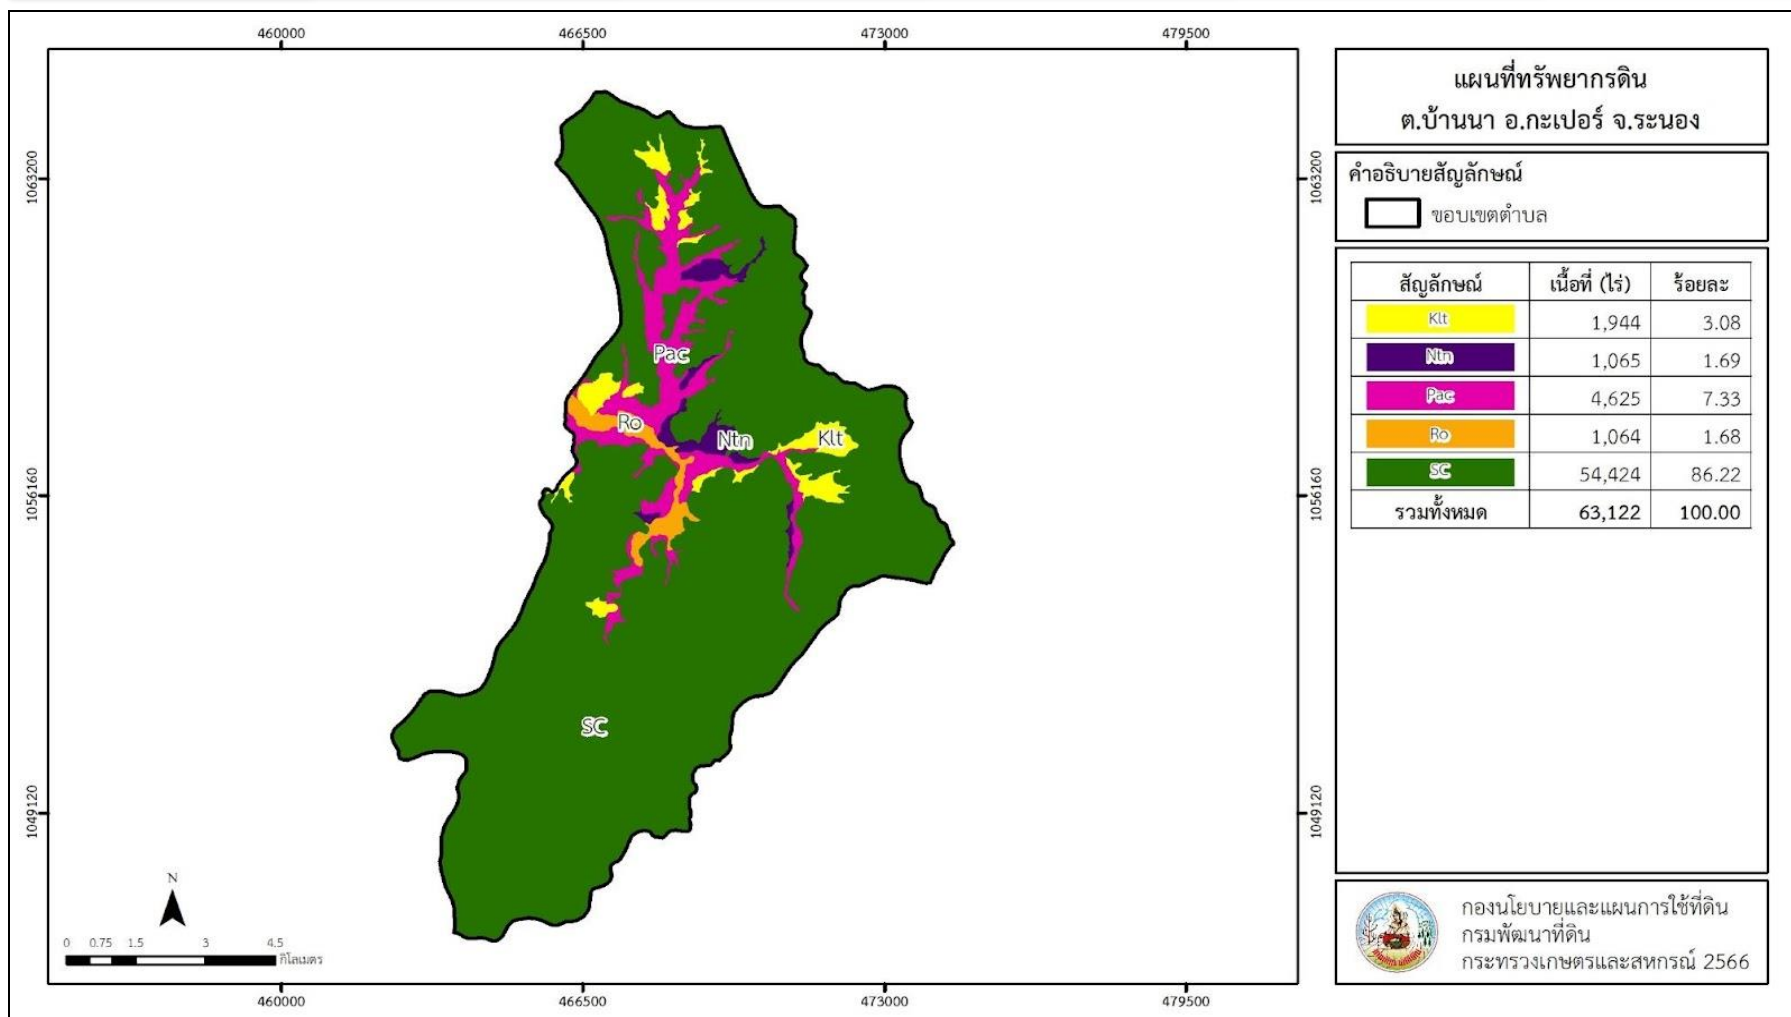 460000 466500 473000 479500
1063200 1063200
1056160 1056160
1049120 1049120
Pac
Ro
Ntn
Klt
SC
N
0 0.75 1.5 3 4.5
กิโลเมตร
460000 466500 473000 479500
แผนที่ทรัพยากรดิน
ต.บ้านนา อ.กะเปอร์ จ.ระนอง
คำอธิบายสัญลักษณ์
ขอบเขตตำบล
สัญลักษณ์ เนื้อที่ (ไร่) ร้อยละ
Klt 1,944 3.08
Ntn 1,065 1.69
Pac 4,625 7.33
Ro 1,064 1.68
SC 54,424 86.22
รวมทั้งหมด 63,122 100.00
กองนโยบายและแผนการใช้ที่ดิน
กรมพัฒนาที่ดิน
กระทรวงเกษตรและสหกรณ์ 2566